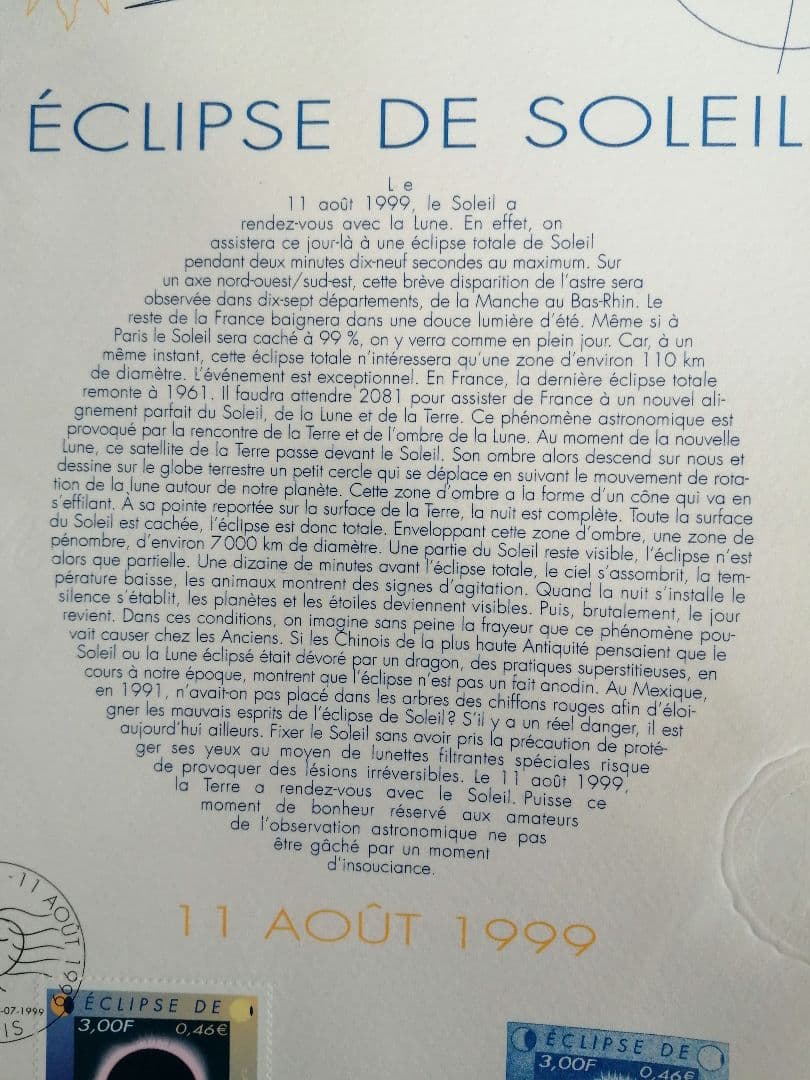 ÉCLIPSE DE SOLEIL
Le
11 août 1999, le Soleil a
rendez-vous avec la Lune. En effet, on
assistera ce jour-là à une éclipse totale de Soleil
pendant deux minutes dix-neuf secondes au maximum. Sur
un axe nord-ouest/sud-est, cette brève disparition de l'astre sera
observée dans dix-sept départements, de la Manche au Bas-Rhin. Le
reste de la France baignera dans une douce lumière d'été. Même si à
Paris le Soleil sera caché à 99 %, on y verra comme en plein jour. Car, à un
même instant, cette éclipse totale n'intéressera qu'une zone d'environ 110 km
de diamètre. L'événement est exceptionnel. En France, la dernière éclipse totale
remonte à 1961. Il faudra attendre 2081 pour assister de France à un nouvel ali-
gnement parfait du Soleil, de la Lune et de la Terre. Ce phénomène astronomique est
provoqué par la rencontre de la Terre et de l'ombre de la Lune. Au moment de la nouvelle
Lune, ce satellite de la Terre passe devant le Soleil. Son ombre alors descend sur nous et
dessine sur le globe terrestre un petit cercle qui se déplace en suivant le mouvement de rota-
tion de la lune autour de notre planète. Cette zone d'ombre a la forme d'un cône qui va en
s'effilant. À sa pointe reportée sur la surface de la Terre, la nuit est complète. Toute la surface
du Soleil est cachée, l'éclipse est donc totale. Enveloppant cette zone d'ombre, une zone de
pénombre, d'environ 7 000 km de diamètre. Une partie du Soleil reste visible, l'éclipse n'est
alors que partielle. Une dizaine de minutes avant l'éclipse totale, le ciel s'assombrit, la tem-
pérature baisse, les animaux montrent des signes d'agitation. Quand la nuit s'installe le
silence s'établit, les planètes et les étoiles deviennent visibles. Puis, brutalement, le jour
revient. Dans ces conditions, on imagine sans peine la frayeur que ce phénomène pou-
vait causer chez les Anciens. Si les Chinois de la plus haute Antiquité pensaient que le
Soleil ou la Lune éclipsé était dévoré par un dragon, des pratiques superstitieuses, en
cours à notre époque, montrent que l'éclipse n'est pas un fait anodin. Au Mexique,
en 1991, n'avait-on pas placé dans les arbres des chiffons rouges afin d'éloi-
gner les mauvais esprits de l'éclipse de Soleil? S'il y a un réel danger, il est
aujourd'hui ailleurs. Fixer le Soleil sans avoir pris la précaution de proté-
ger ses yeux au moyen de lunettes filtrantes spéciales risque
de provoquer des lésions irréversibles. Le 11 août 1999,
la Terre a rendez-vous avec le Soleil. Puisse ce
moment de bonheur réservé aux amateurs
de l'observation astronomique ne pas
être gâché par un moment
d'insouciance.
11 AOÛT 1999
-11 AOÛT 1999
-07-1999
IS
ÉCLIPSE DE
3,00F 0,46€
ÉCLIPSE DE
3,00F 0,46€